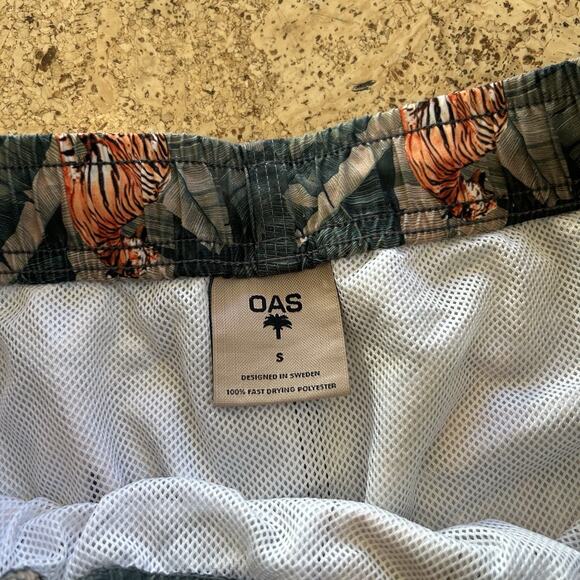 OAS
S
DESIGNED IN SWEDEN
100% FAST DRYING POLYESTER